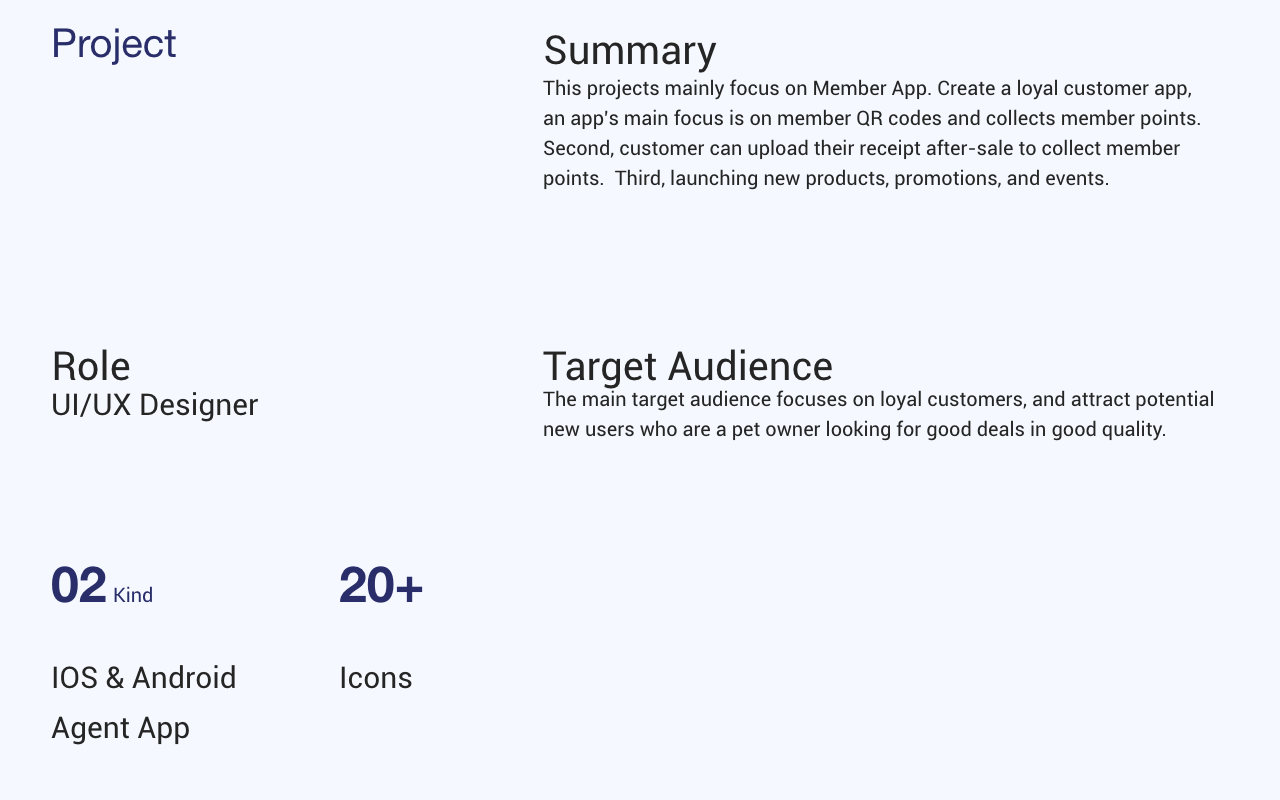 Project
Summary
This projects mainly focus on Member App. Create a loyal customer app,
an app's main focus is on member QR codes and collects member points.
Second, customer can upload their receipt after-sale to collect member
points.  Third, launching new products, promotions, and events.
Role
UI/UX Designer
Target Audience
The main target audience focuses on loyal customers, and attract potential
new users who are a pet owner looking for good deals in good quality.
02 Kind
20+
IOS & Android
Agent App
Icons